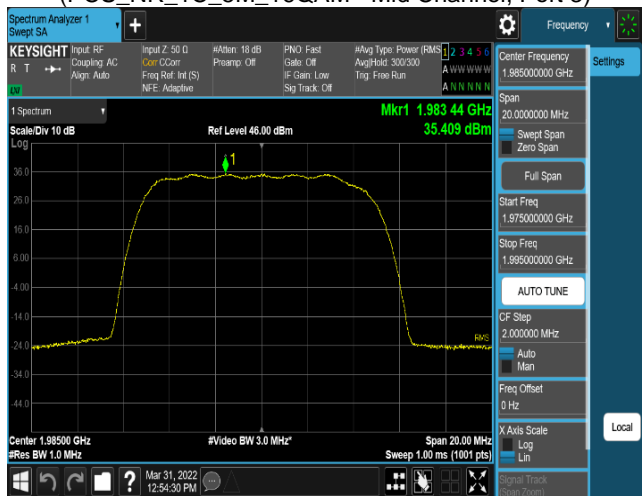 (PCS_NR_1C_5M_16QAM - Mid Channel, Port 8)
Spectrum Analyzer 1
Swept SA
Frequency
KEYSIGHT
R T
Input: RF
Coupling: AC
Align: Auto
Input Z: 50 Ω
Corr CCorr
Freq Ref: Int (S)
NFE: Adaptive
#Atten: 18 dB
Preamp: Off
PNO: Fast
Gate: Off
IF Gain: Low
Sig Track: Off
#Avg Type: Power (RMS
Avg|Hold: 300/300
Trig: Free Run
1 2 3 4 5 6
A W W W W W
A N N N N N
1 Spectrum
Scale/Div 10 dB
Log
Ref Level 46.00 dBm
Mkr1 1.983 44 GHz
35.409 dBm
1
36.0
26.0
16.0
6.00
-4.00
-14.0
-24.0
-34.0
-44.0
RMS
Center 1.98500 GHz
#Res BW 1.0 MHz
#Video BW 3.0 MHz*
Span 20.00 MHz
Sweep 1.00 ms (1001 pts)
Mar 31, 2022
12:54:30 PM
Center Frequency
1.985000000 GHz
Settings
Span
20.0000000 MHz
Swept Span
Zero Span
Full Span
Start Freq
1.975000000 GHz
Stop Freq
1.995000000 GHz
AUTO TUNE
CF Step
2.000000 MHz
Auto
Man
Freq Offset
0 Hz
X Axis Scale
Log
Lin
Local
Signal Track
(Span Zoom)